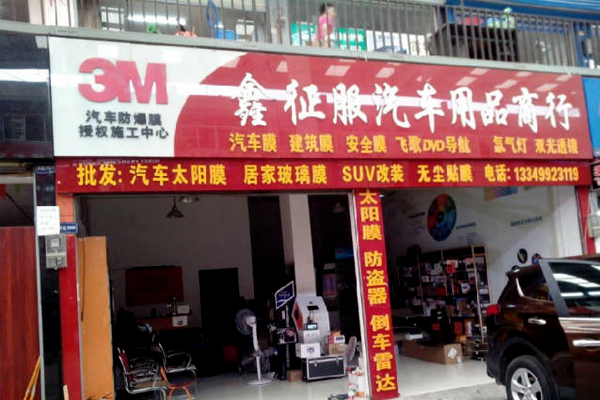 3M
汽车防爆膜
授权施工中心
鑫征服汽车用品商行
汽车膜 建筑膜 安全膜 飞歌DVD导航 氙气灯 双光透镜
批发: 汽车太阳膜 居家玻璃膜 SUV改装 无尘贴膜 电话: 13349923119
太阳膜 防盗器 倒车雷达